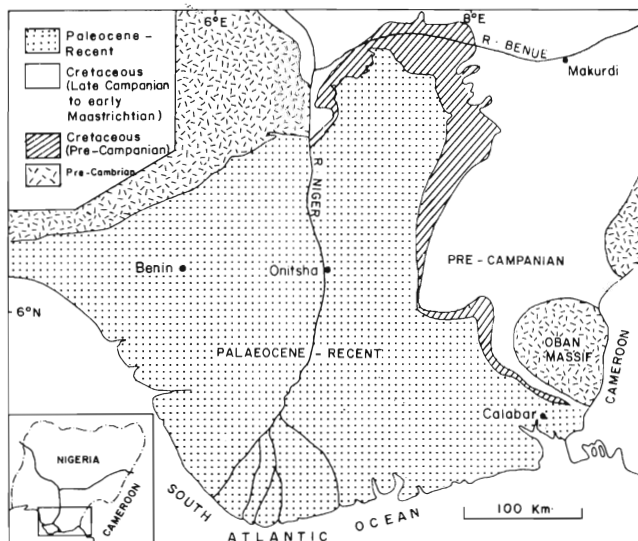 6°E
8°E
Paleocene-
Recent
Cretaceous
(Late Campanian
to early
Maastrichtion)
Cretaceous
(Pre-Campanian)
Pre-Cambrian
R. BENUE
Makurdi
R. NIGER
Benin
Onitsha
PRE-CAMPANIAN
6°N
PALAEOCENE-RECENT
OBAN
MASSIF
CAMEROON
Calabar
NIGERIA
CAMEROON
SOUTH
ATLANTIC OCEAN
100 Km.